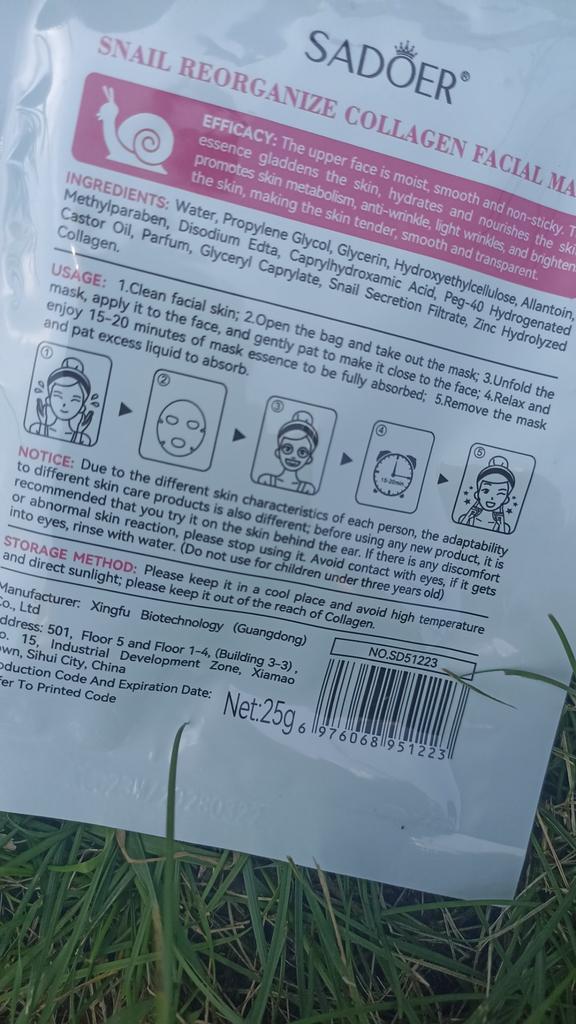 SADOER®
SNAIL REORGANIZE COLLAGEN FACIAL MA
EFFICACY: The upper face is moist, smooth and non-sticky. T
essence gladdens the skin, hydrates and nourishes the ski
promotes skin metabolism, anti-wrinkle, light wrinkles, and brighten
the skin, making the skin tender, smooth and transparent.
INGREDIENTS: Water, Propylene Glycol, Glycerin, Hydroxyethylcellulose, Allantoin,
Methylparaben, Disodium Edta, Caprylhydroxamic Acid, Peg-40 Hydrogenated
Castor Oil, Parfum, Glyceryl Caprylate, Snail Secretion Filtrate, Zinc Hydrolyzed
Collagen.
USAGE: 1.Clean facial skin; 2.Open the bag and take out the mask; 3.Unfold the
mask, apply it to the face, and gently pat to make it close to the face; 4.Relax and
enjoy 15-20 minutes of mask essence to be fully absorbed; 5.Remove the mask
and pat excess liquid to absorb.
① ② ③ ④ ⑤
15-20min
NOTICE: Due to the different skin characteristics of each person, the adaptability
to different skin care products is also different; before using any new product, it is
recommended that you try it on the skin behind the ear. If there is any discomfort
or abnormal skin reaction, please stop using it. Avoid contact with eyes, if it gets
into eyes, rinse with water. (Do not use for children under three years old)
STORAGE METHOD: Please keep it in a cool place and avoid high temperature
and direct sunlight; please keep it out of the reach of Collagen.
Manufacturer: Xingfu Biotechnology (Guangdong)
Co., Ltd
ddress: 501, Floor 5 and Floor 1-4, (Building 3-3),
o. 15, Industrial Development Zone, Xiamao
wn, Sihui City, China
oduction Code And Expiration Date:
fer To Printed Code
Net:25g
NO.SD51223
6 976068 951223